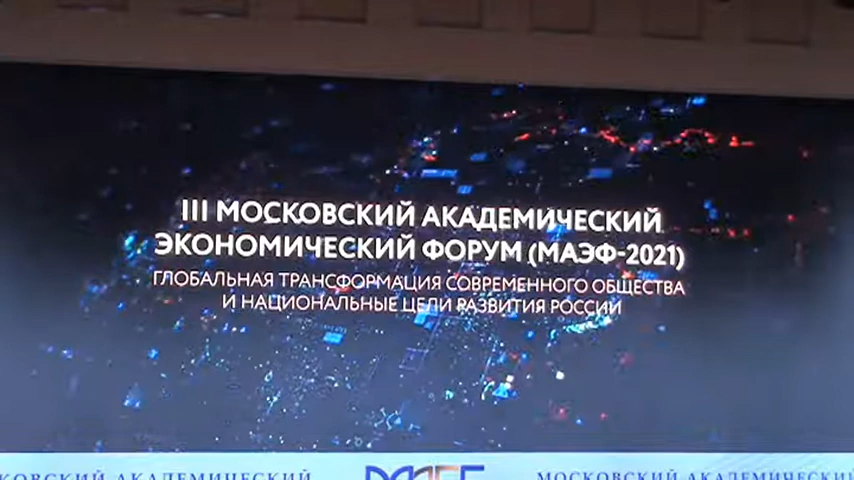 III МОСКОВСКИЙ АКАДЕМИЧЕСКИЙ
ЭКОНОМИЧЕСКИЙ ФОРУМ (МАЭФ-2021)
ГЛОБАЛЬНАЯ ТРАНСФОРМАЦИЯ СОВРЕМЕННОГО ОБЩЕСТВА
И НАЦИОНАЛЬНЫЕ ЦЕЛИ РАЗВИТИЯ РОССИИ
АКАДЕМИЧЕСКИЙ МОСКОВСКИЙ